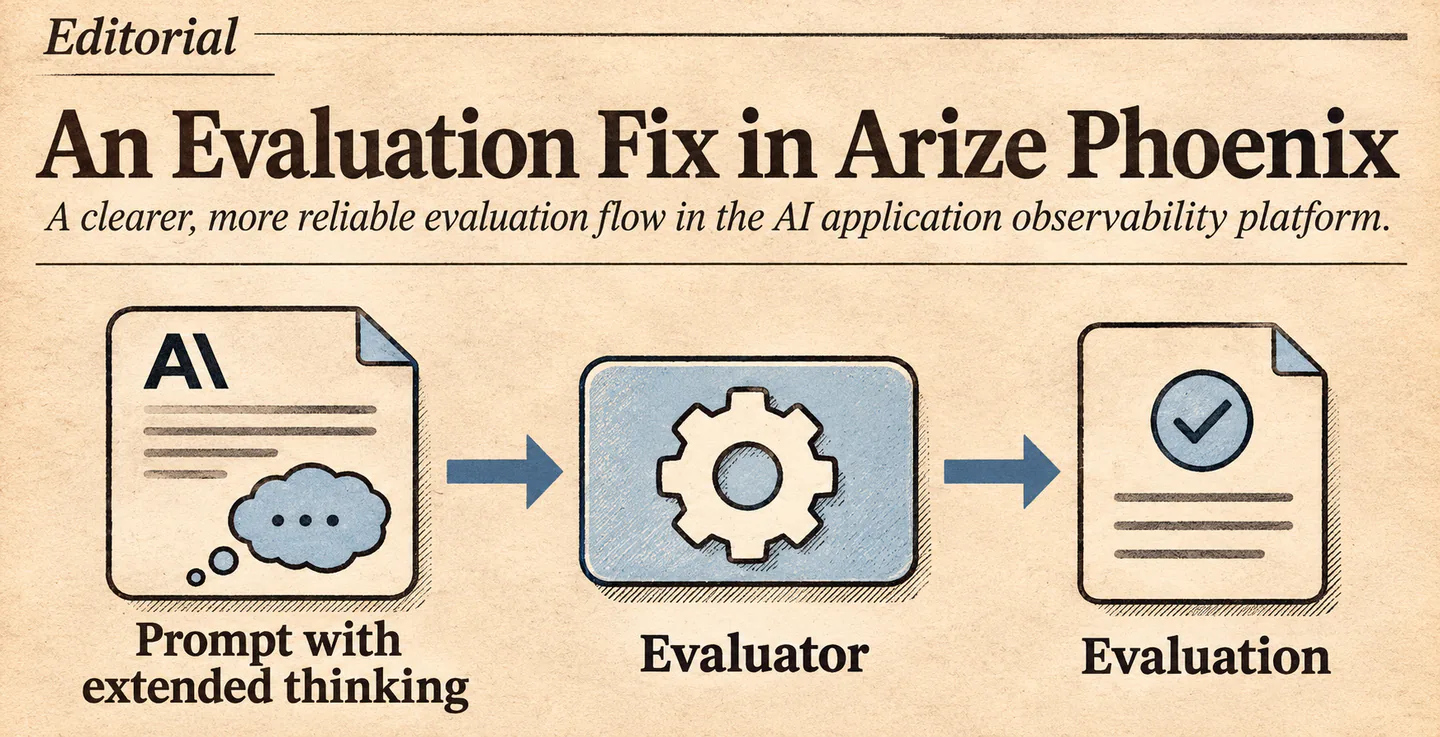 Editorial
An Evaluation Fix in Arize Phoenix
A clearer, more reliable evaluation flow in the AI application observability platform.
A\
Prompt with
extended thinking
Evaluator
Evaluation